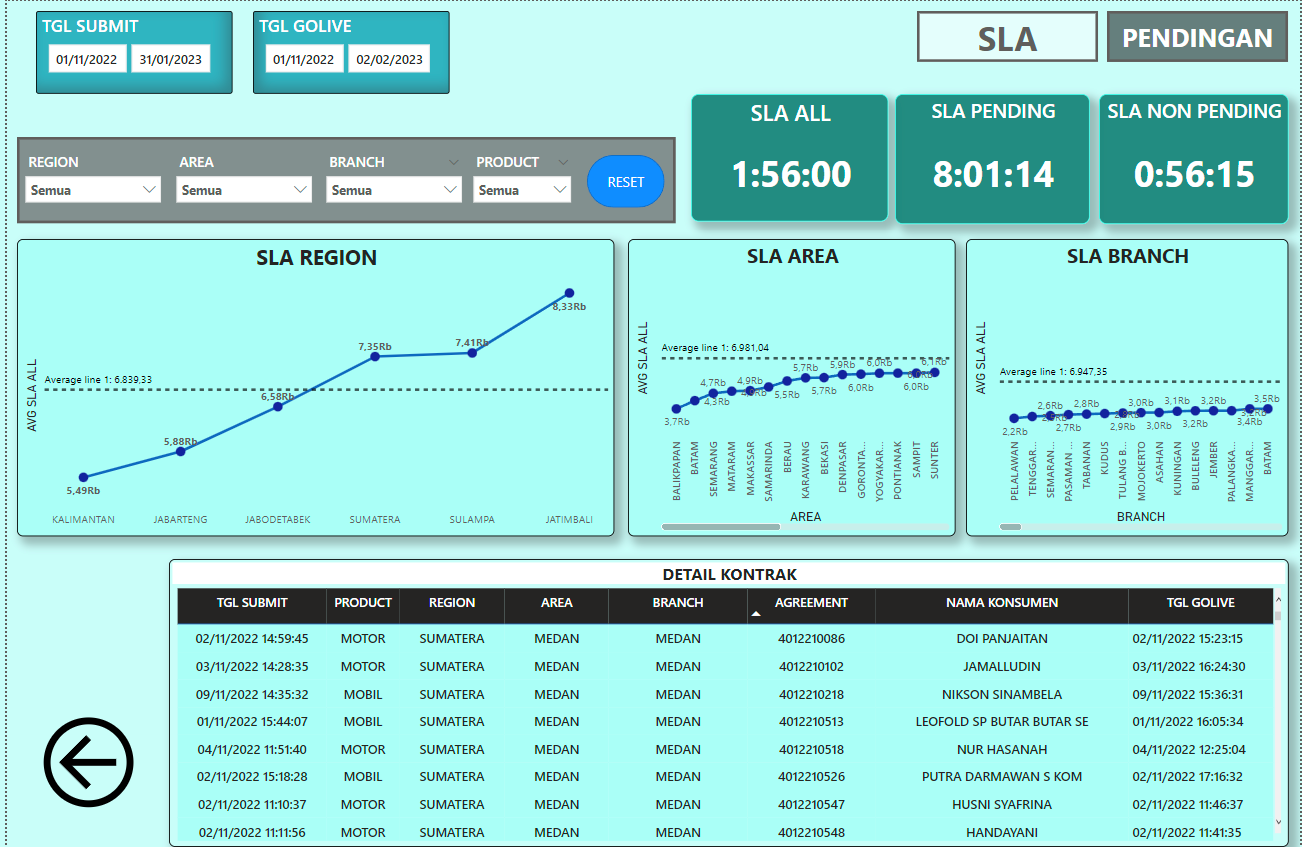 TGL SUBMIT
01/11/2022 31/01/2023
TGL GOLIVE
01/11/2022 02/02/2023
SLA
PENDINGAN
REGION
Semua
AREA
Semua
BRANCH
Semua
PRODUCT
Semua
RESET
SLA ALL
1:56:00
SLA PENDING
8:01:14
SLA NON PENDING
0:56:15
SLA REGION
AVG SLA ALL
Average line 1: 6.839,33
5,49Rb
5,88Rb
6,58Rb
7,35Rb
7,41Rb
8,33Rb
KALIMANTAN JABARTENG JABODETABEK SUMATERA SULAMPA JATIMBALI
SLA AREA
AVG SLA ALL
Average line 1: 6.981,04
3,7Rb
4,7Rb
4,3Rb
4,9Rb
5,5Rb
5,7Rb
5,7Rb
5,9Rb
6,0Rb
6,0Rb
6,0Rb
6,1Rb
BALIKPAPAN
BATAM
SEMARANG
MATARAM
MAKASSAR
SAMARINDA
BERAU
KARAWANG
BEKASI
DENPASAR
GORONTA...
YOGYAKAR...
PONTIANAK
SAMPIT
SUNTER
AREA
SLA BRANCH
AVG SLA ALL
Average line 1: 6.947,35
2,2Rb
2,6Rb
2,7Rb
2,8Rb
2,9Rb
3,0Rb
3,0Rb
3,1Rb
3,2Rb
3,2Rb
3,4Rb
3,5Rb
PELALAWAN
TENGGAR...
SEMARAN...
PASAMAN ...
TABANAN
KUDUS
TULANG B...
MOJOKERTO
ASAHAN
KUNINGAN
BULELENG
JEMBER
PALANGKA...
MANGGAR...
BATAM
BRANCH
DETAIL KONTRAK
TGL SUBMIT PRODUCT REGION AREA BRANCH AGREEMENT NAMA KONSUMEN TGL GOLIVE
02/11/2022 14:59:45 MOTOR SUMATERA MEDAN MEDAN 4012210086 DOI PANJAITAN 02/11/2022 15:23:15
03/11/2022 14:28:35 MOTOR SUMATERA MEDAN MEDAN 4012210102 JAMALLUDIN 03/11/2022 16:24:30
09/11/2022 14:35:32 MOBIL SUMATERA MEDAN MEDAN 4012210218 NIKSON SINAMBELA 09/11/2022 15:36:31
01/11/2022 15:44:07 MOBIL SUMATERA MEDAN MEDAN 4012210513 LEOFOLD SP BUTAR BUTAR SE 01/11/2022 16:05:34
04/11/2022 11:51:40 MOTOR SUMATERA MEDAN MEDAN 4012210518 NUR HASANAH 04/11/2022 12:25:04
02/11/2022 15:18:28 MOBIL SUMATERA MEDAN MEDAN 4012210526 PUTRA DARMAWAN S KOM 02/11/2022 17:16:32
02/11/2022 11:10:37 MOTOR SUMATERA MEDAN MEDAN 4012210547 HUSNI SYAFRINA 02/11/2022 11:46:37
02/11/2022 11:11:56 MOTOR SUMATERA MEDAN MEDAN 4012210548 HANDAYANI 02/11/2022 11:41:35